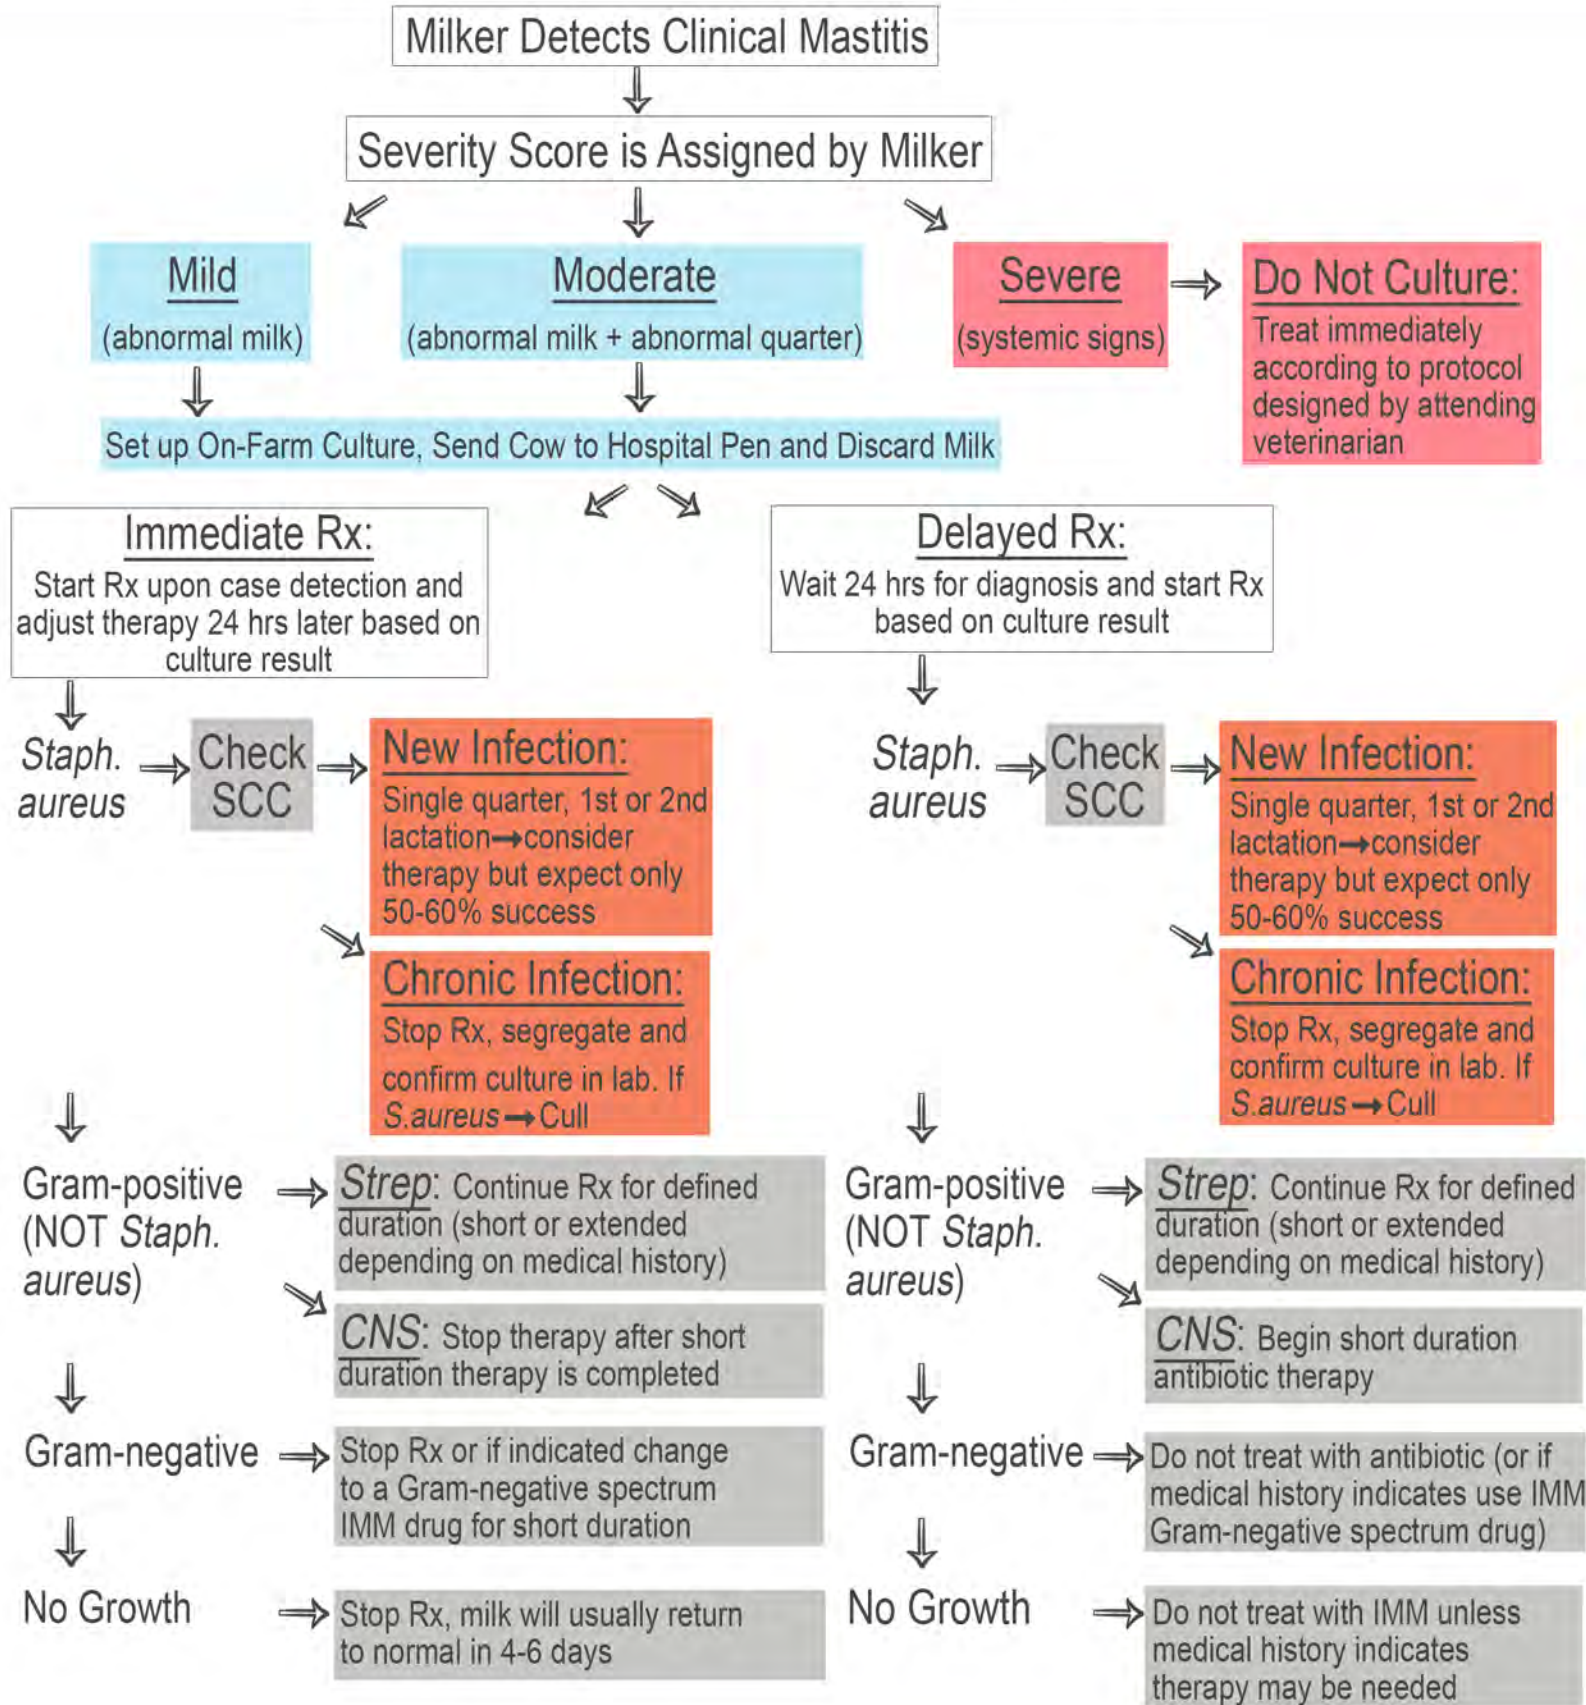 Milker Detects Clinical Mastitis
Severity Score is Assigned by Milker
Mild
(abnormal milk)
Moderate
(abnormal milk + abnormal quarter)
Severe
(systemic signs)
Do Not Culture:
Treat immediately
according to protocol
designed by attending
veterinarian
Set up On-Farm Culture, Send Cow to Hospital Pen and Discard Milk
Immediate Rx:
Start Rx upon case detection and
adjust therapy 24 hrs later based on
culture result
Delayed Rx:
Wait 24 hrs for diagnosis and start Rx
based on culture result
Staph.
aureus
Check
SCC
New Infection:
Single quarter, 1st or 2nd
lactation→consider
therapy but expect only
50-60% success
Chronic Infection:
Stop Rx, segregate and
confirm culture in lab. If
S.aureus→Cull
Gram-positive
(NOT Staph.
aureus)
Strep: Continue Rx for defined
duration (short or extended
depending on medical history)
CNS: Stop therapy after short
duration therapy is completed
Gram-negative
Stop Rx or if indicated change
to a Gram-negative spectrum
IMM drug for short duration
No Growth
Stop Rx, milk will usually return
to normal in 4-6 days
Staph.
aureus
Check
SCC
New Infection:
Single quarter, 1st or 2nd
lactation→consider
therapy but expect only
50-60% success
Chronic Infection:
Stop Rx, segregate and
confirm culture in lab. If
S.aureus→Cull
Gram-positive
(NOT Staph.
aureus)
Strep: Continue Rx for defined
duration (short or extended
depending on medical history)
CNS: Begin short duration
antibiotic therapy
Gram-negative
Do not treat with antibiotic (or if
medical history indicates use IMM
Gram-negative spectrum drug)
No Growth
Do not treat with IMM unless
medical history indicates
therapy may be needed